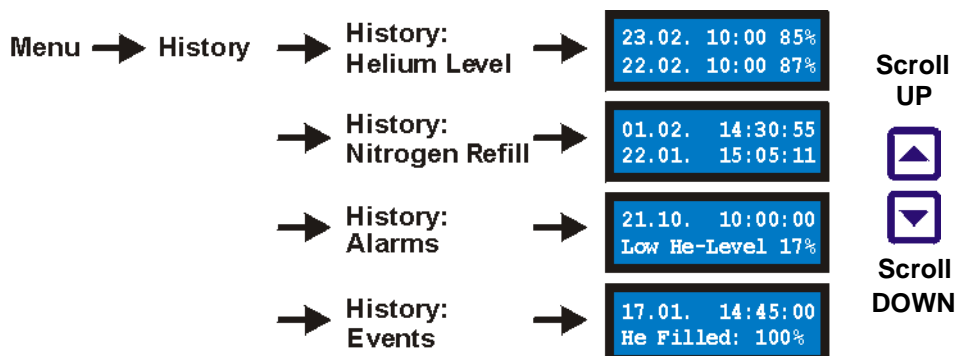 Menu
History
History:
Helium Level
23.02. 10:00 85%
22.02. 10:00 87%
Scroll
UP
History:
Nitrogen Refill
01.02. 14:30:55
22.01. 15:05:11
History:
Alarms
21.10. 10:00:00
Low He-Level 17%
Scroll
DOWN
History:
Events
17.01. 14:45:00
He Filled: 100%